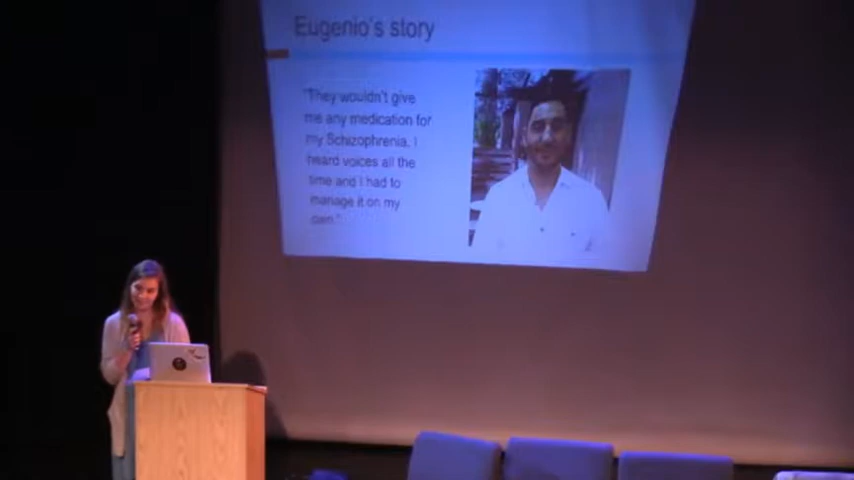 Eugenio's story
"They wouldn't give
me any medication for
my Schizophrenia. I
heard voices all the
time and I had to
manage it on my
own."